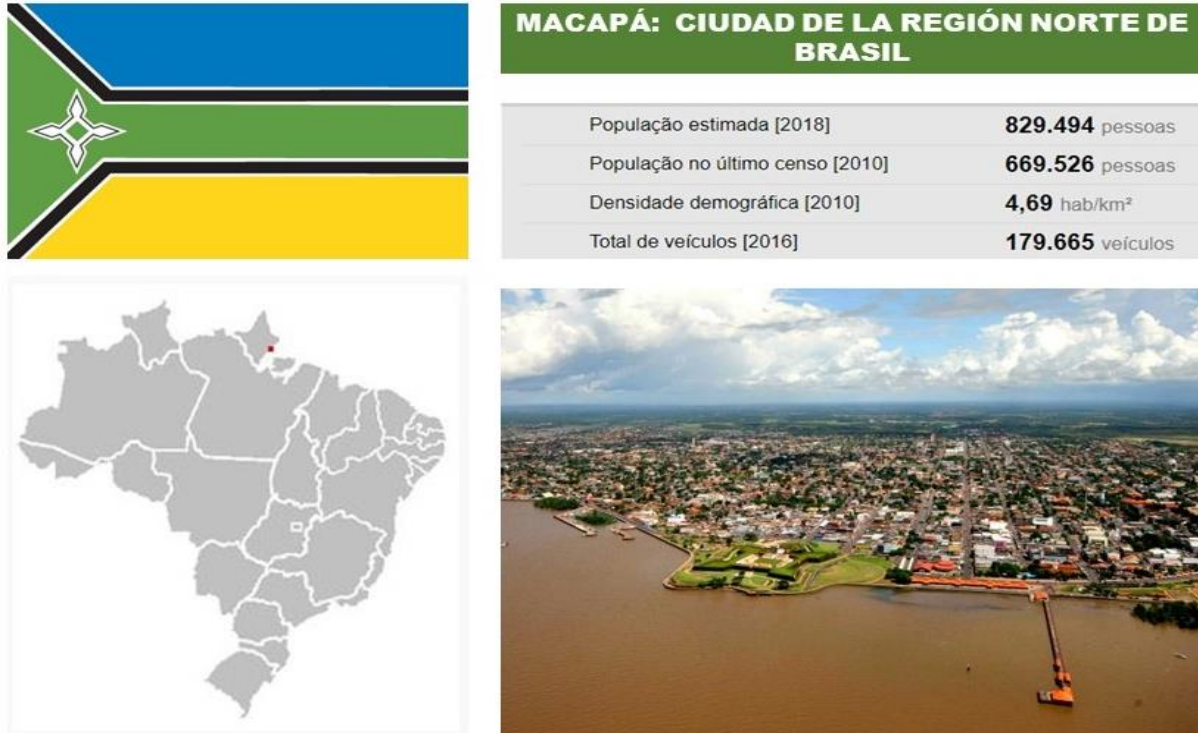 MACAPÁ: CIUDAD DE LA REGIÓN NORTE DE
BRASIL
População estimada [2018] 829.494 pessoas
População no último censo [2010] 669.526 pessoas
Densidade demográfica [2010] 4,69 hab/km²
Total de veículos [2016] 179.665 veículos